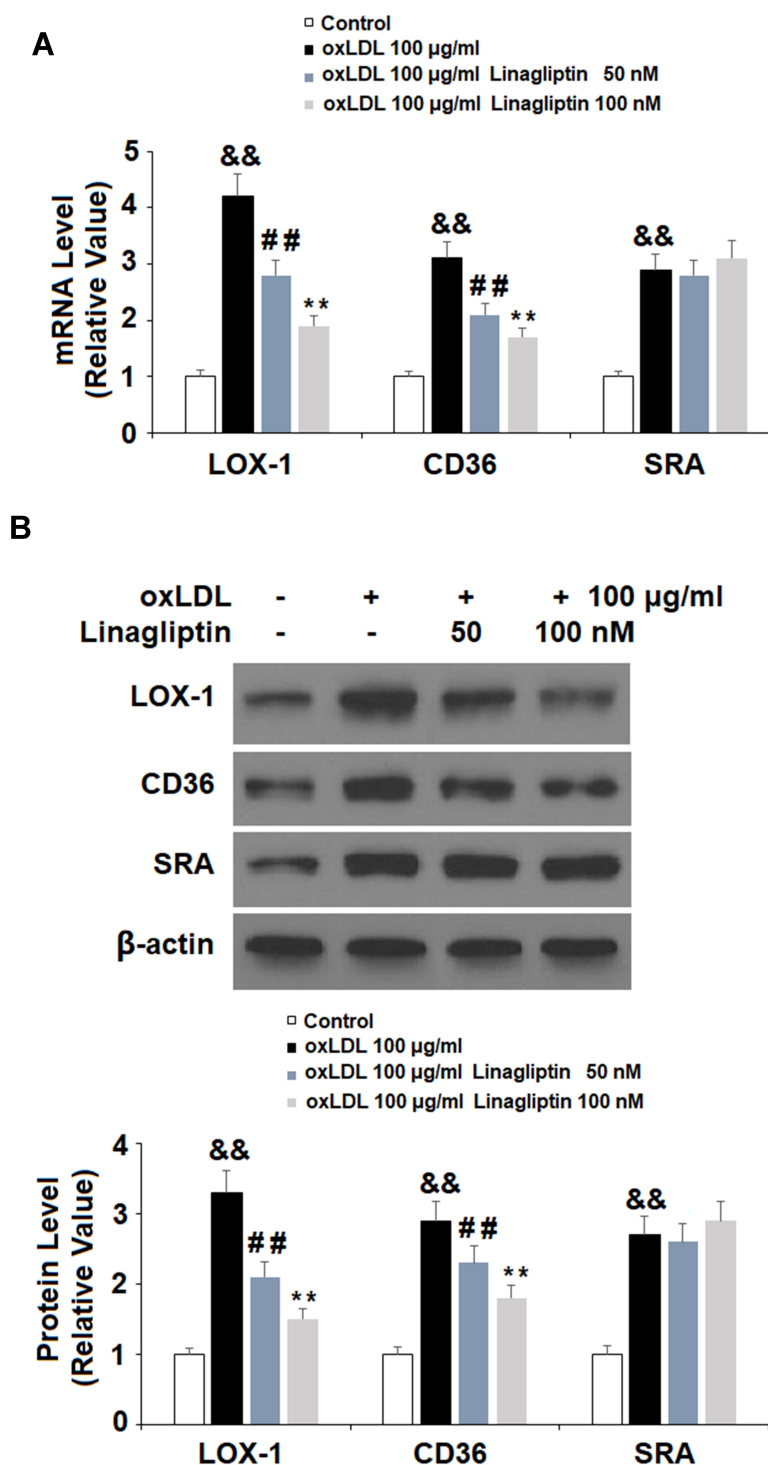 A
Control
oxLDL 100 µg/ml
oxLDL 100 µg/ml Linagliptin 50 nM
oxLDL 100 µg/ml Linagliptin 100 nM
mRNA Level
(Relative Value)
5
4
3
2
1
0
&&
##
**
&&
##
**
&&
LOX-1 CD36 SRA
B
oxLDL - + + + 100 µg/ml
Linagliptin - - 50 100 nM
LOX-1
CD36
SRA
β-actin
Control
oxLDL 100 µg/ml
oxLDL 100 µg/ml Linagliptin 50 nM
oxLDL 100 µg/ml Linagliptin 100 nM
Protein Level
(Relative Value)
4
3
2
1
0
&&
##
**
&&
##
**
&&
LOX-1 CD36 SRA